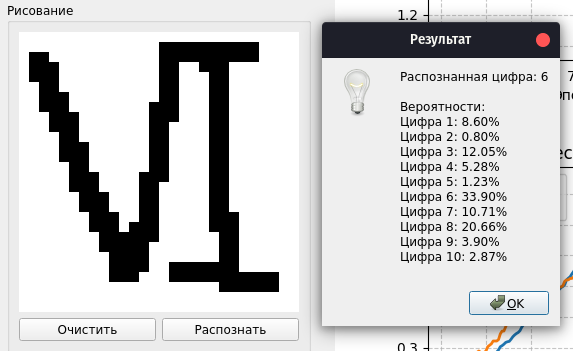 Рисование
VI
Очистить
Распознать
Результат
Распознанная цифра: 6
Вероятности:
Цифра 1: 8.60%
Цифра 2: 0.80%
Цифра 3: 12.05%
Цифра 4: 5.28%
Цифра 5: 1.23%
Цифра 6: 33.90%
Цифра 7: 10.71%
Цифра 8: 20.66%
Цифра 9: 3.90%
Цифра 10: 2.87%
OK
1.2
0.3